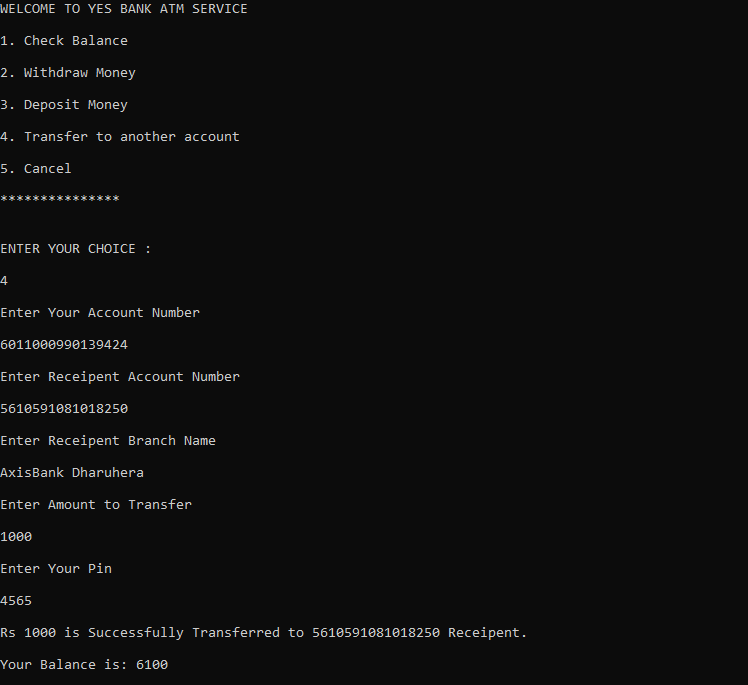 WELCOME TO YES BANK ATM SERVICE
1. Check Balance
2. Withdraw Money
3. Deposit Money
4. Transfer to another account
5. Cancel
***************
ENTER YOUR CHOICE :
4
Enter Your Account Number
6011000990139424
Enter Receipent Account Number
5610591081018250
Enter Receipent Branch Name
AxisBank Dharuhera
Enter Amount to Transfer
1000
Enter Your Pin
4565
Rs 1000 is Successfully Transferred to 5610591081018250 Receipent.
Your Balance is: 6100